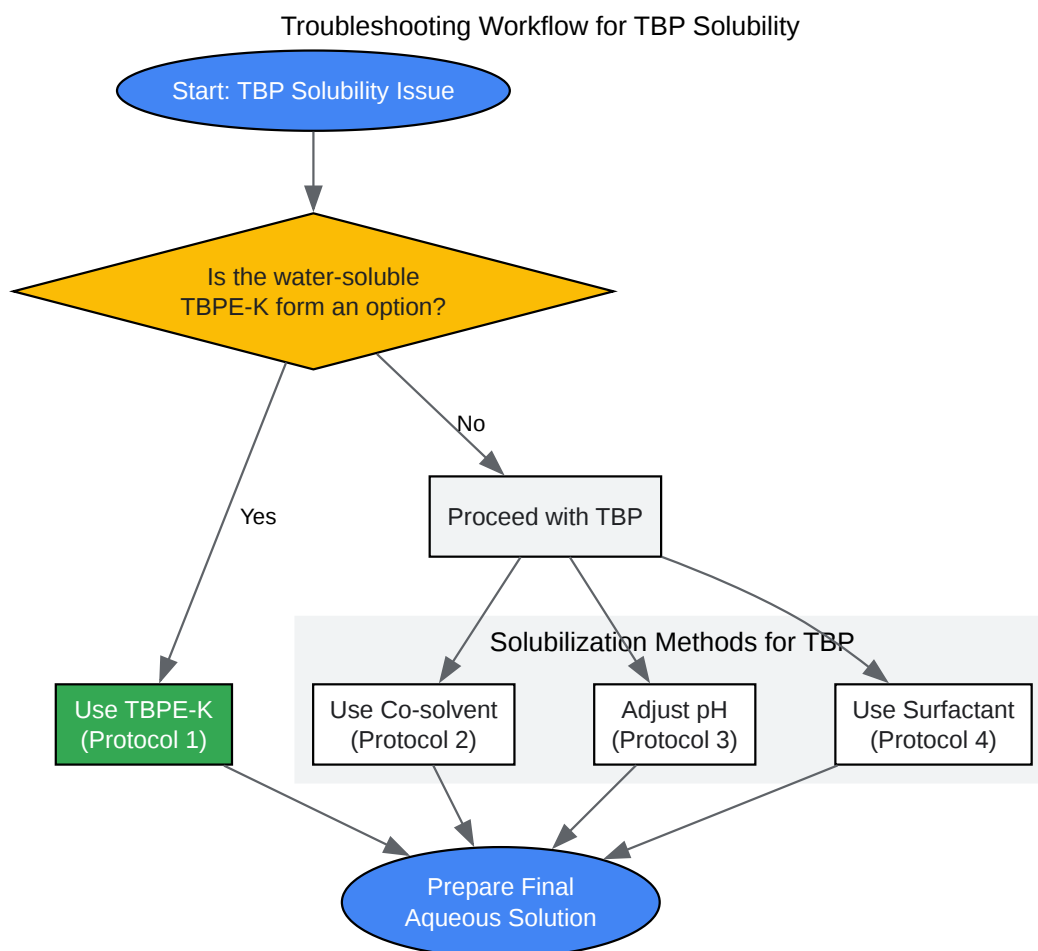 Troubleshooting Workflow for TBP Solubility
Start: TBP Solubility Issue
Is the water-soluble
TBPE-K form an option?
No
Yes
Proceed with TBP
Solubilization Methods for TBP
Use TBPE-K
(Protocol 1)
Use Co-solvent
(Protocol 2)
Adjust pH
(Protocol 3)
Use Surfactant
(Protocol 4)
Prepare Final
Aqueous Solution